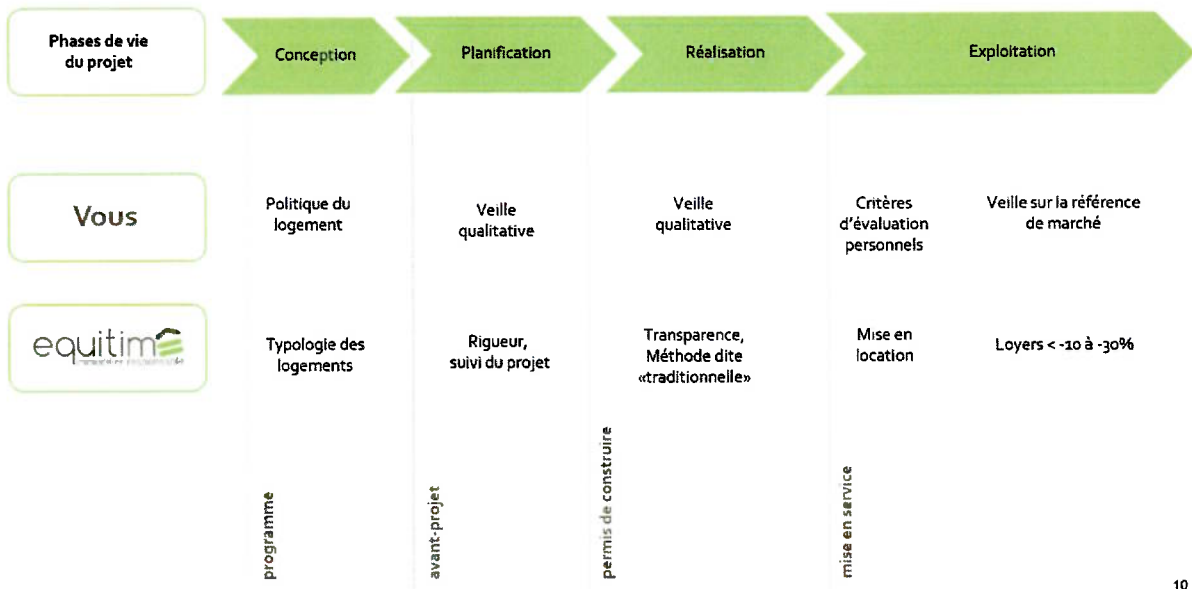 Phases de vie
du projet
Conception
Planification
Réalisation
Exploitation
Vous
Politique du
logement
Veille
qualitative
Veille
qualitative
Critères
d'évaluation
personnels
Veille sur la référence
de marché
equitim
Typologie des
logements
Rigueur,
suivi du projet
Transparence,
Méthode dite
«traditionnelle»
Mise en
location
Loyers < -10 à -30%
programme
avant-projet
permis de construire
mise en service
10